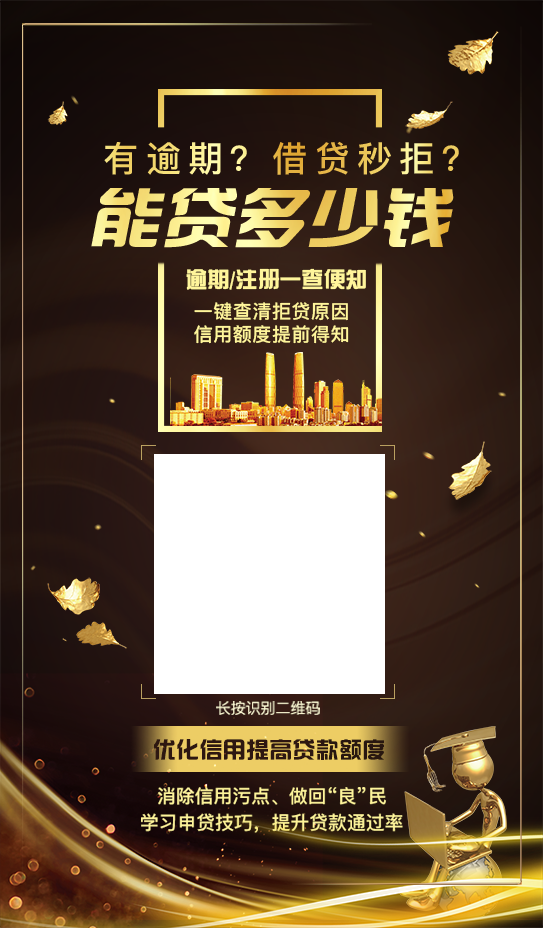 有逾期？借贷秒拒？
能贷多少钱
逾期/注册一查便知
一键查清拒贷原因
信用额度提前得知
长按识别二维码
优化信用提高贷款额度
消除信用污点、做回“良”民
学习申贷技巧，提升贷款通过率